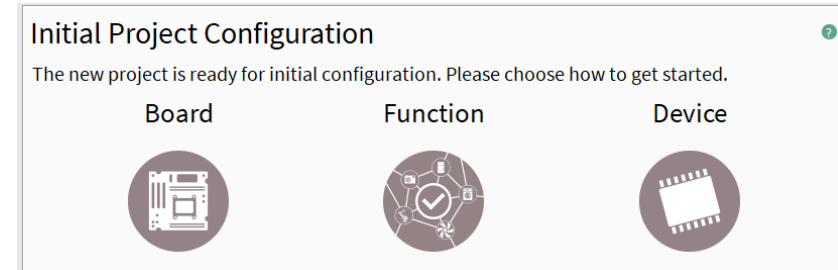 Initial Project Configuration
?
The new project is ready for initial configuration. Please choose how to get started.
Board Function Device